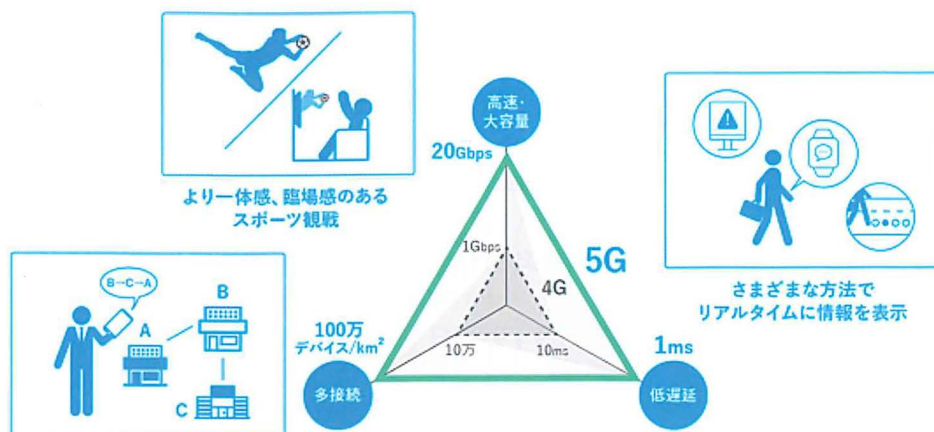 高速・
大容量
20Gbps
より一体感、臨場感のある
スポーツ観戦
1Gbps
5G
4G
さまざまな方法で
リアルタイムに情報を表示
B→C→A
A
B
C
100万
デバイス/km²
10万
10ms
1ms
多接続
低遅延